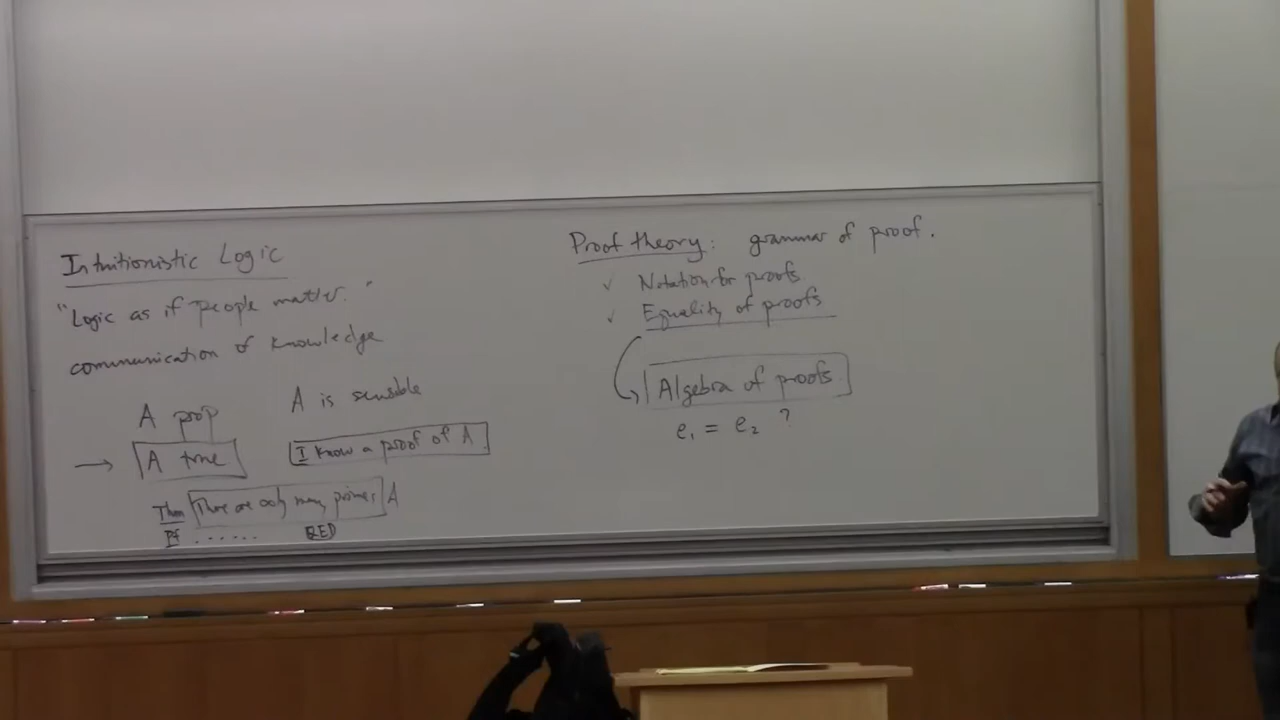 Intuitionistic Logic
"Logic as if people matter."
communication of knowledge
A prop A is sensible
→ A true I know a proof of A
Thm There are only many primes A
Pf ...... QED
Proof theory: grammar of proof.
✓ Notation for proofs
✓ Equality of proofs
Algebra of proofs
e₁ = e₂ ?